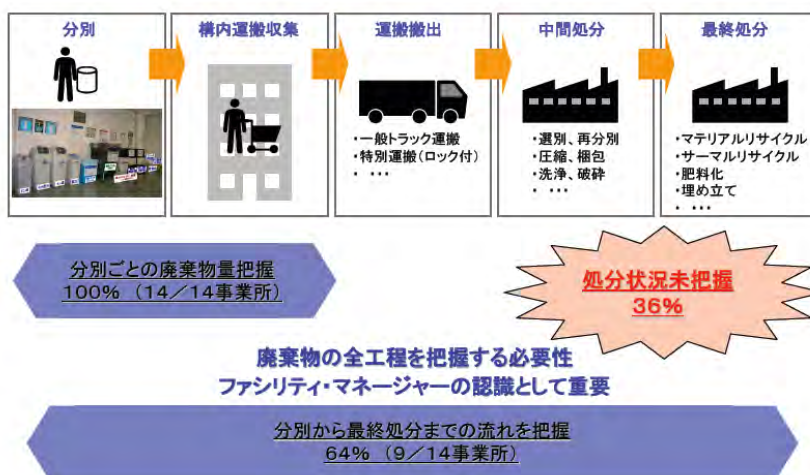 分別
構内運搬収集
運搬搬出
中間処分
最終処分
・一般トラック運搬
・特別運搬(ロック付)
・ ・・・
・選別、再分別
・圧縮、梱包
・洗浄、破砕
・ ・・・
・マテリアルリサイクル
・サーマルリサイクル
・肥料化
・埋め立て
・ ・・・
分別ごとの廃棄物量把握
100% (14/14事業所)
処分状況未把握
36%
廃棄物の全工程を把握する必要性
ファシリティ・マネージャーの認識として重要
分別から最終処分までの流れを把握
64% (9/14事業所)